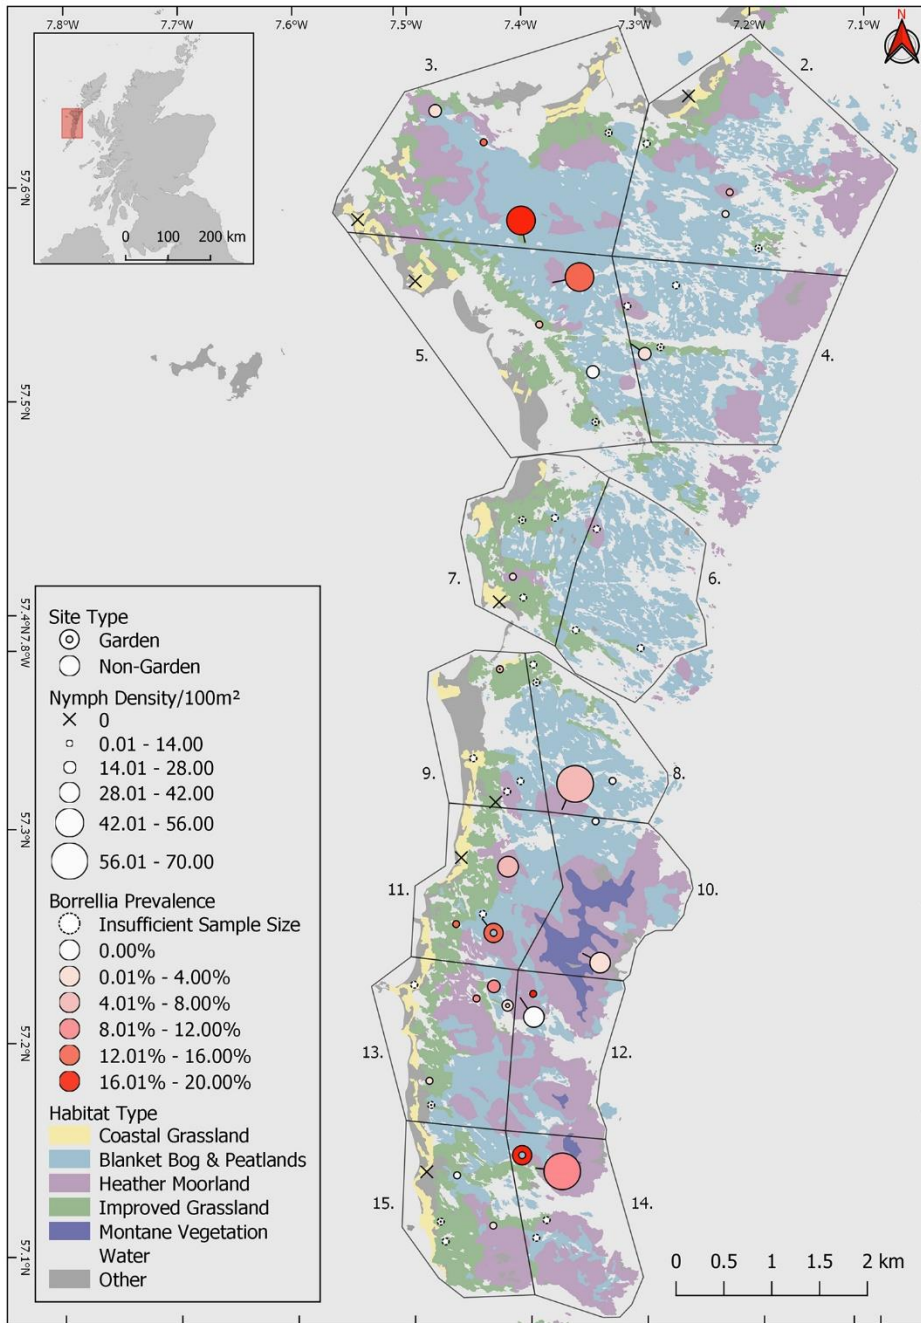 7.8°W 7.7°W 7.6°W 7.5°W 7.4°W 7.3°W 7.2°W 7.1°W
N
3. 2.
57.6°N
0 100 200 km
5. 4.
57.5°N
7. 6.
57.4°N
7.8°W
9. 8.
57.3°N
11. 10.
13. 12.
57.2°N
15. 14.
57.1°N
Site Type
Garden
Non-Garden
Nymph Density/100m²
0
0.01 - 14.00
14.01 - 28.00
28.01 - 42.00
42.01 - 56.00
56.01 - 70.00
Borrellia Prevalence
Insufficient Sample Size
0.00%
0.01% - 4.00%
4.01% - 8.00%
8.01% - 12.00%
12.01% - 16.00%
16.01% - 20.00%
Habitat Type
Coastal Grassland
Blanket Bog & Peatlands
Heather Moorland
Improved Grassland
Montane Vegetation
Water
Other
0 0.5 1 1.5 2 km